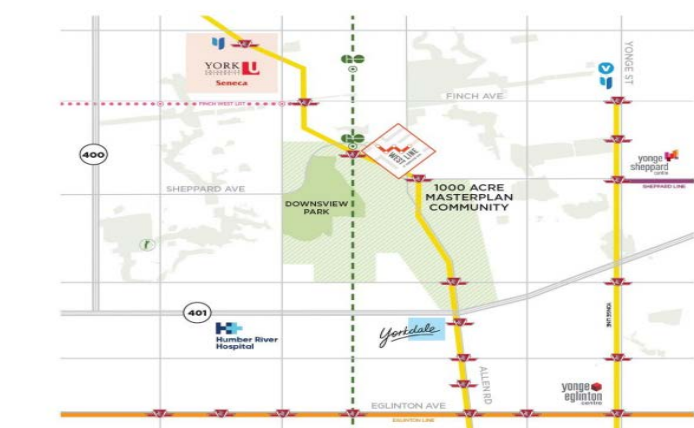 YONGE ST
YORK U
Seneca
FINCH WEST LRT
FINCH AVE
400
WEST LINE
yonge
sheppard
centre
SHEPPARD LINE
SHEPPARD AVE
1000 ACRE
MASTERPLAN
COMMUNITY
DOWNSVIEW
PARK
401
YONGE LINE
Humber River
Hospital
Yorkdale
ALLEN RD
yonge
eglinton
centre
EGLINTON AVE
EGLINTON LINE